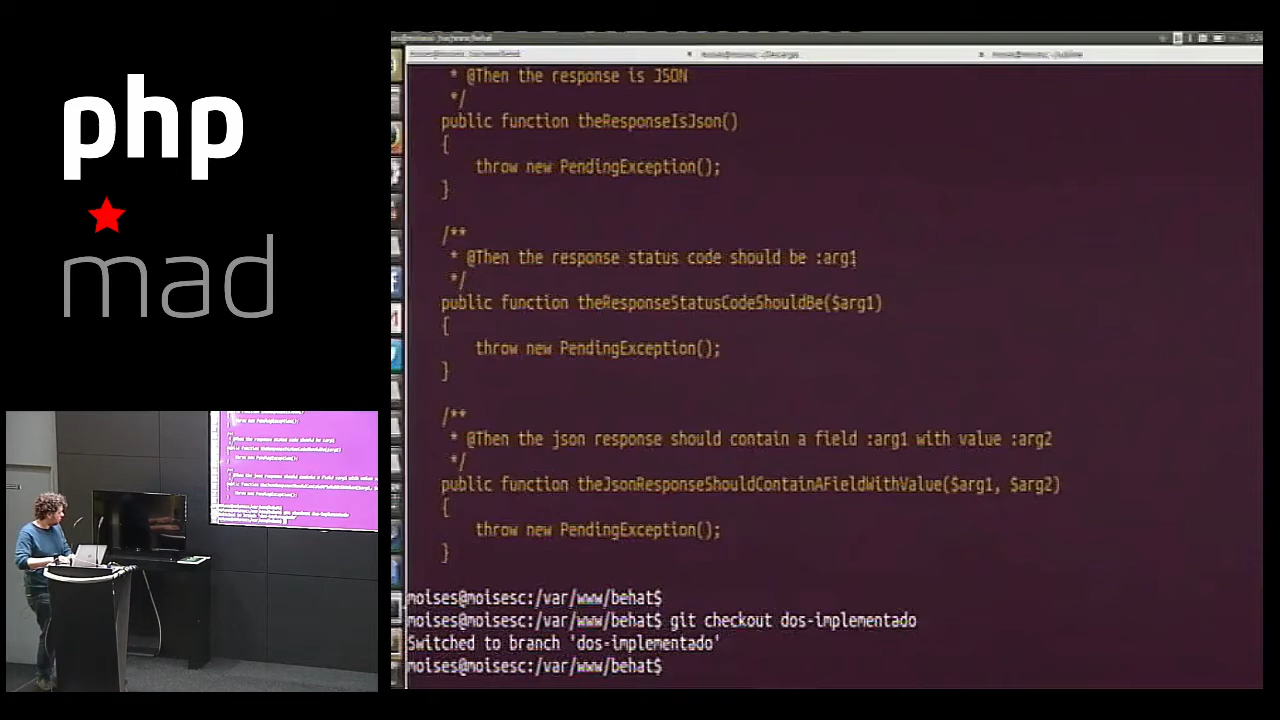 php
mad
* @Then the response is JSON
*/
public function theResponseIsJson()
{
throw new PendingException();
}
/**
* @Then the response status code should be :arg1
*/
public function theResponseStatusCodeShouldBe($arg1)
{
throw new PendingException();
}
/**
* @Then the json response should contain a field :arg1 with value :arg2
*/
public function theJsonResponseShouldContainAFieldWithValue($arg1, $arg2)
{
throw new PendingException();
}
moises@moisesc:/var/www/behat$
moises@moisesc:/var/www/behat$ git checkout dos-implementado
Switched to branch 'dos-implementado'
moises@moisesc:/var/www/behat$